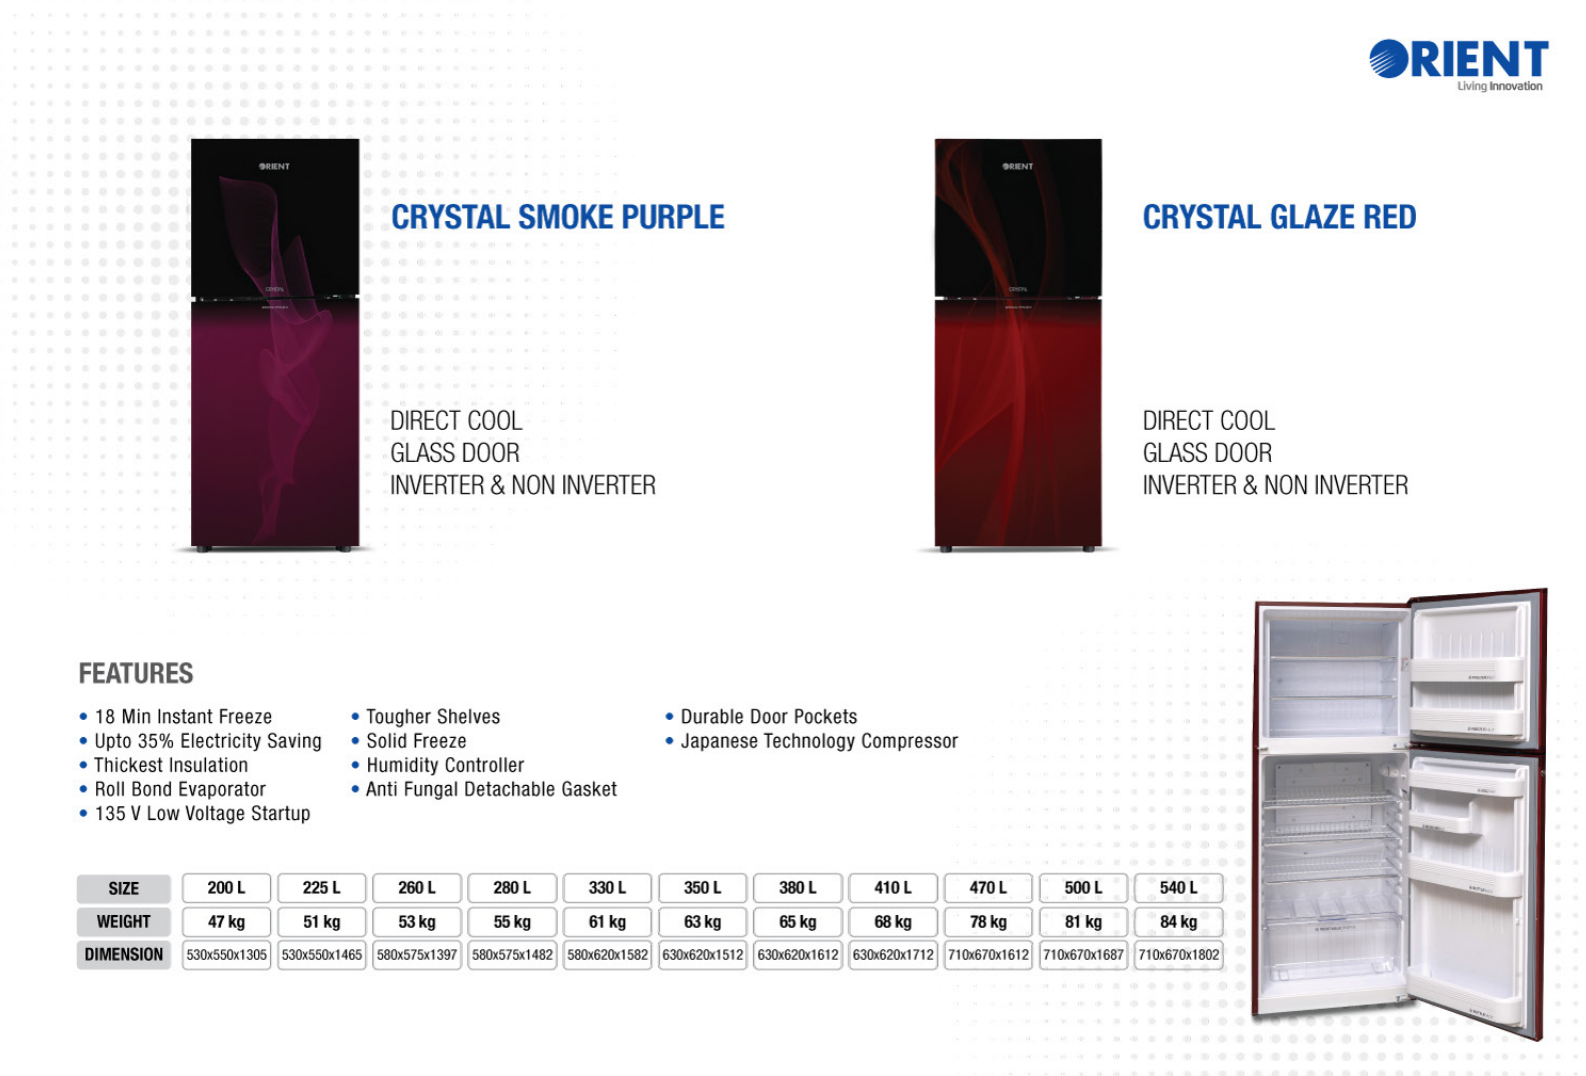 ORIENT
Living Innovation
ORIENT
CRYSTAL SMOKE PURPLE
CRYSTAL
DIRECT COOL
GLASS DOOR
INVERTER & NON INVERTER
ORIENT
CRYSTAL GLAZE RED
CRYSTAL
DIRECT COOL
GLASS DOOR
INVERTER & NON INVERTER
FEATURES
• 18 Min Instant Freeze
• Upto 35% Electricity Saving
• Thickest Insulation
• Roll Bond Evaporator
• 135 V Low Voltage Startup
• Tougher Shelves
• Solid Freeze
• Humidity Controller
• Anti Fungal Detachable Gasket
• Durable Door Pockets
• Japanese Technology Compressor
SIZE 200 L 225 L 260 L 280 L 330 L 350 L 380 L 410 L 470 L 500 L 540 L
WEIGHT 47 kg 51 kg 53 kg 55 kg 61 kg 63 kg 65 kg 68 kg 78 kg 81 kg 84 kg
DIMENSION 530x550x1305 530x550x1465 580x575x1397 580x575x1482 580x620x1582 630x620x1512 630x620x1612 630x620x1712 710x670x1612 710x670x1687 710x670x1802